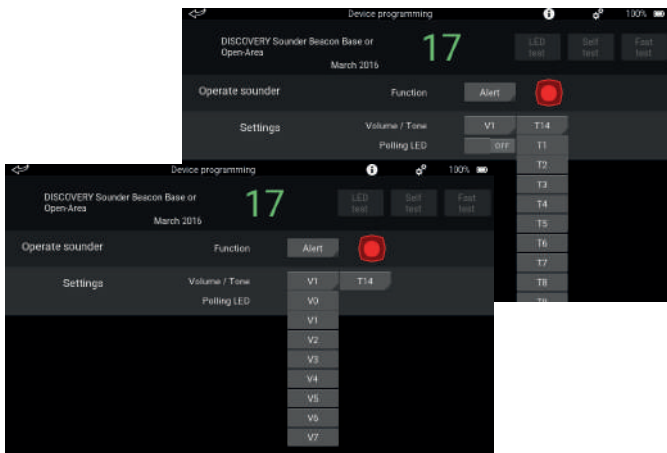 Device programming 100%
DISCOVERY Sounder Beacon Base or
Open-Area
March 2016
17
LED test
Self test
Fast test
Operate sounder Function Alert
Settings Volume / Tone V1 T14
Polling LED OFF T1
T2
T3
T4
T5
T6
T7
T8
T9
Device programming 100%
DISCOVERY Sounder Beacon Base or
Open-Area
March 2016
17
LED test
Self test
Fast test
Operate sounder Function Alert
Settings Volume / Tone V1 T14
Polling LED V0
V1
V2
V3
V4
V5
V6
V7